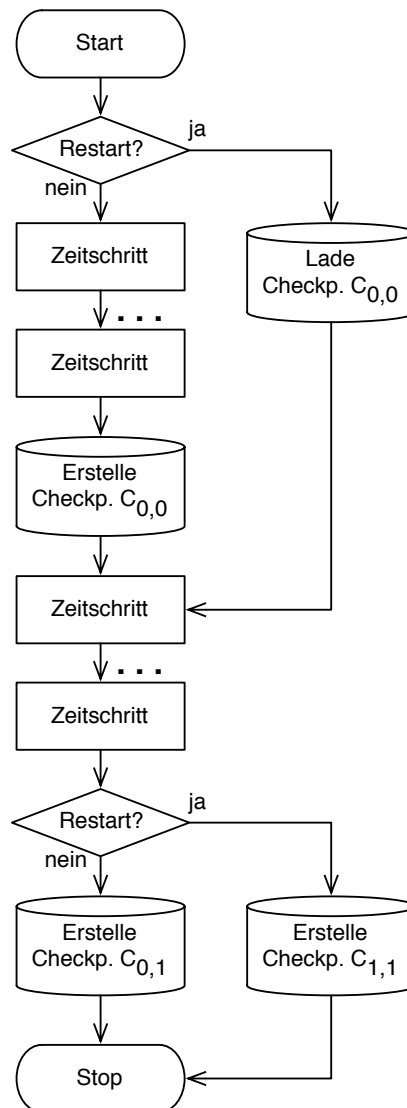 Start
Restart?
ja
nein
Zeitschritt
Lade
Checkp. C0,0
. . .
Zeitschritt
Erstelle
Checkp. C0,0
Zeitschritt
. . .
Zeitschritt
Restart?
ja
nein
Erstelle
Checkp. C0,1
Erstelle
Checkp. C1,1
Stop